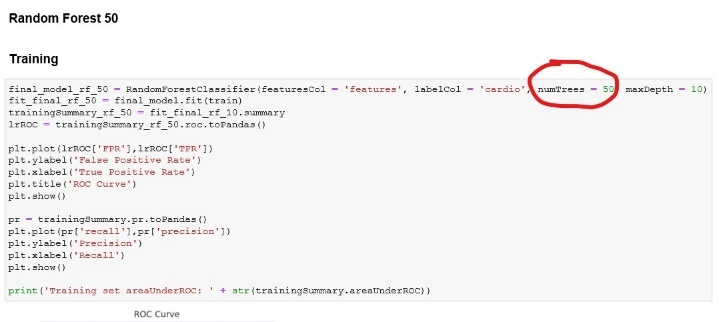 Random Forest 50
Training
final_model_rf_50 = RandomForestClassifier(featuresCol = 'features', labelCol = 'cardio', numTrees = 50, maxDepth = 10)
fit_final_rf_50 = final_model.fit(train)
trainingSummary_rf_50 = fit_final_rf_10.summary
lrROC = trainingSummary_rf_50.roc.toPandas()
plt.plot(lrROC['FPR'],lrROC['TPR'])
plt.ylabel('False Positive Rate')
plt.xlabel('True Positive Rate')
plt.title('ROC Curve')
plt.show()
pr = trainingSummary.pr.toPandas()
plt.plot(pr['recall'],pr['precision'])
plt.ylabel('Precision')
plt.xlabel('Recall')
plt.show()
print('Training set areaUnderROC: ' + str(trainingSummary.areaUnderROC))
ROC Curve